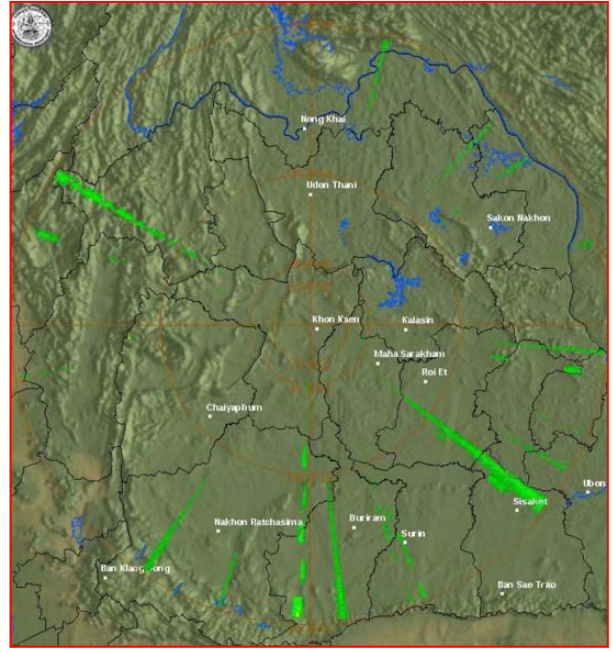 Nong Khai
Udon Thani
Sakon Nakhon
Khon Kaen
Kalasin
Maha Sarakham
Roi Et
Chaiyaphum
Ubon
Sisaket
Buriram
Nakhon Ratchasima
Surin
Ban Klang Dong
Ban Sae Trao